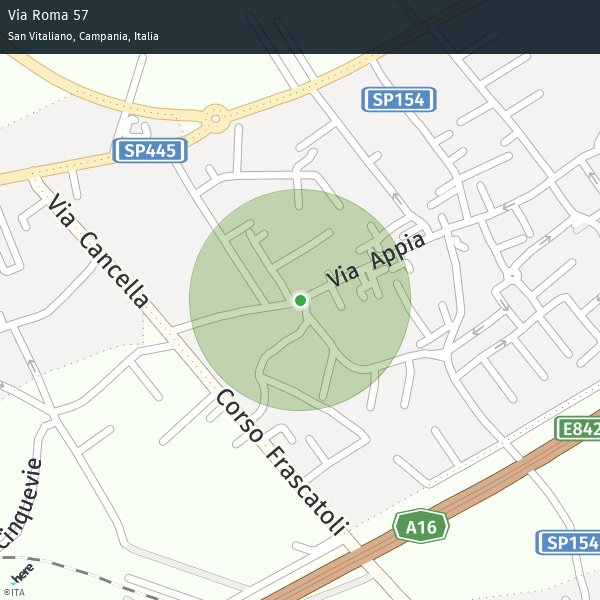 Via Roma 57
San Vitaliano, Campania, Italia
SP154
SP445
Via Cancella
Via Appia
Corso Frascatoli
E842
A16
Cinquevie
SP154
here
©ITA